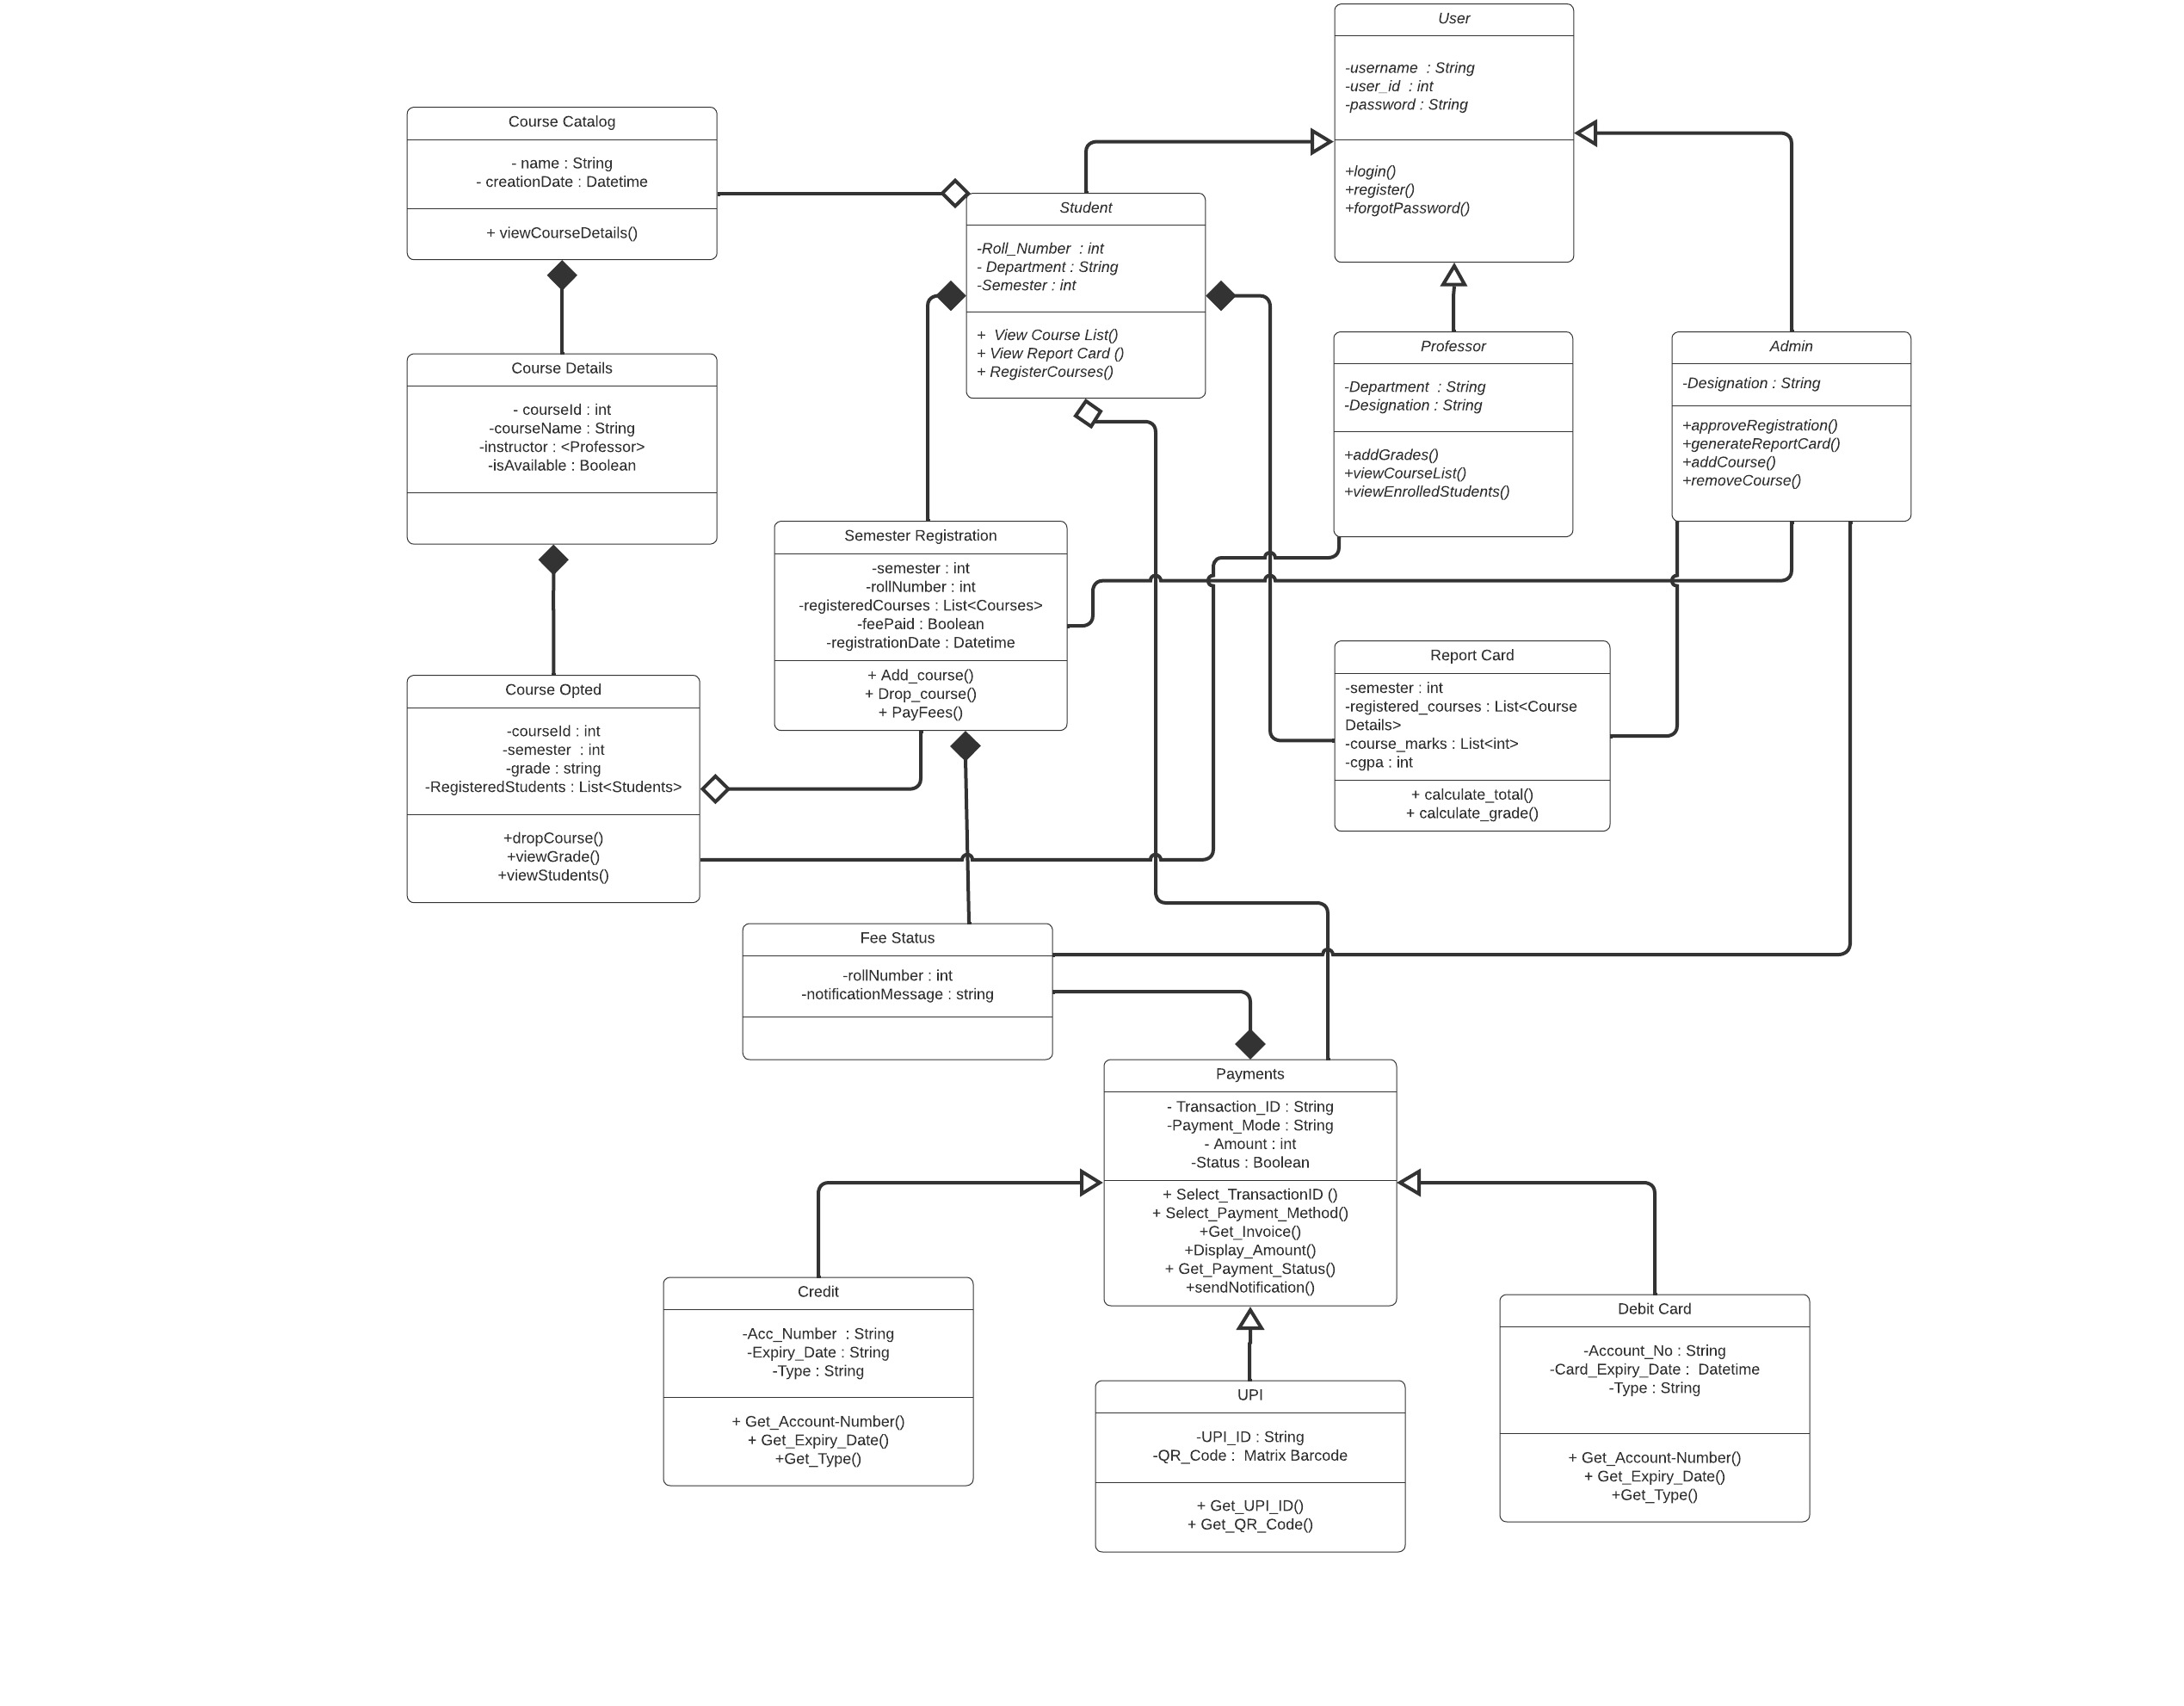 User
-username  : String
-user_id  : int
-password : String
+login()
+register()
+forgotPassword()
Course Catalog
- name : String
- creationDate : Datetime
+ viewCourseDetails()
Student
-Roll_Number  : int
- Department : String
-Semester : int
+  View Course List()
+ View Report Card ()
+ RegisterCourses()
Professor
-Department  : String
-Designation : String
+addGrades()
+viewCourseList()
+viewEnrolledStudents()
Admin
-Designation : String
+approveRegistration()
+generateReportCard()
+addCourse()
+removeCourse()
Course Details
- courseId : int
-courseName : String
-instructor : <Professor>
-isAvailable : Boolean
Semester Registration
-semester : int
-rollNumber : int
-registeredCourses : List<Courses>
-feePaid : Boolean
-registrationDate : Datetime
+ Add_course()
+ Drop_course()
+ PayFees()
Report Card
-semester : int
-registered_courses : List<Course
Details>
-course_marks : List<int>
-cgpa : int
+ calculate_total()
+ calculate_grade()
Course Opted
-courseId : int
-semester  : int
-grade : string
-RegisteredStudents : List<Students>
+dropCourse()
+viewGrade()
+viewStudents()
Fee Status
-rollNumber : int
-notificationMessage : string
Payments
- Transaction_ID : String
-Payment_Mode : String
- Amount : int
-Status : Boolean
+ Select_TransactionID ()
+ Select_Payment_Method()
+Get_Invoice()
+Display_Amount()
+ Get_Payment_Status()
+sendNotification()
Credit
-Acc_Number  : String
-Expiry_Date : String
-Type : String
+ Get_Account-Number()
+ Get_Expiry_Date()
+Get_Type()
UPI
-UPI_ID : String
-QR_Code :  Matrix Barcode
+ Get_UPI_ID()
+ Get_QR_Code()
Debit Card
-Account_No : String
-Card_Expiry_Date :  Datetime
-Type : String
+ Get_Account-Number()
+ Get_Expiry_Date()
+Get_Type()